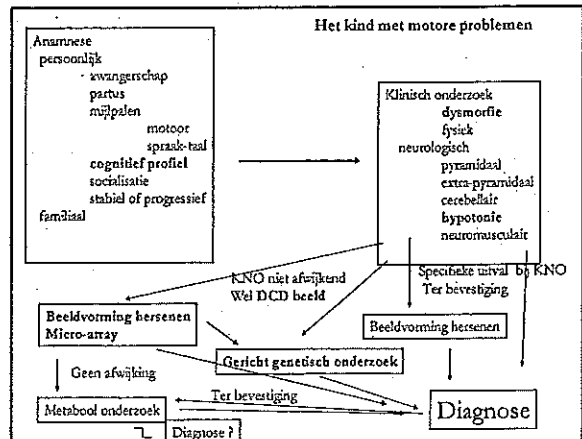 Het kind met motore problemen
Anamnese
persoonlijk
zwangerschap
partus
mijlpalen
motoor
spraak-taal
cognitief profiel
socialisatie
stabiel of progressief
familiaal
Klinisch onderzoek
dysmorfie
fysiek
neurologisch
pyramidaal
extra-pyramidaal
cerebellair
hypotonie
neuromusculair
KNO niet afwijkend
Wel DCD beeld
Specifieke uitval bij KNO
Ter bevestiging
Beeldvorming hersenen
Micro-array
Beeldvorming hersenen
Gericht genetisch onderzoek
Geen afwijking
Ter bevestiging
Metabool onderzoek
Diagnose
Diagnose ?